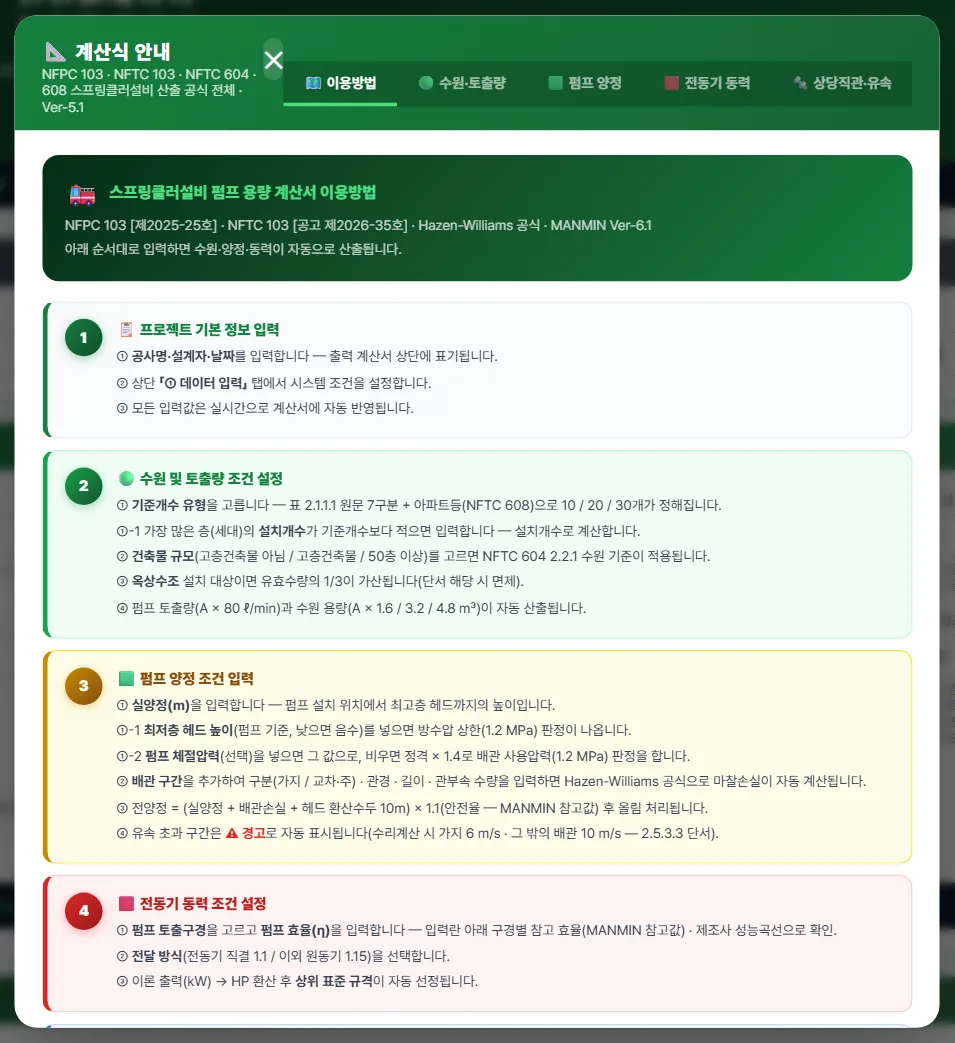 계산식 안내
NFPC 103 · NFTC 103 · NFTC 604 ·
608 스프링클러설비 산출 공식 전체 ·
Ver-5.1
이용방법
수원·토출량
펌프 양정
전동기 동력
상당직관·유속
스프링클러설비 펌프 용량 계산서 이용방법
NFPC 103 [제2025-25호] · NFTC 103 [공고 제2026-35호] · Hazen-Williams 공식 · MANMIN Ver-6.1
아래 순서대로 입력하면 수원·양정·동력이 자동으로 산출됩니다.
1
프로젝트 기본 정보 입력
① 공사명·설계자·날짜를 입력합니다 — 출력 계산서 상단에 표기됩니다.
② 상단 「① 데이터 입력」 탭에서 시스템 조건을 설정합니다.
③ 모든 입력값은 실시간으로 계산서에 자동 반영됩니다.
2
수원 및 토출량 조건 설정
① 기준개수 유형을 고릅니다 — 표 2.1.1.1 원문 7구분 + 아파트등(NFTC 608)으로 10 / 20 / 30개가 정해집니다.
①-1 가장 많은 층(세대)의 설치개수가 기준개수보다 적으면 입력합니다 — 설치개수로 계산합니다.
② 건축물 규모(고층건축물 아님 / 고층건축물 / 50층 이상)를 고르면 NFTC 604 2.2.1 수원 기준이 적용됩니다.
③ 옥상수조 설치 대상이면 유효수량의 1/3이 가산됩니다(단서 해당 시 면제).
④ 펌프 토출량(A × 80 ℓ/min)과 수원 용량(A × 1.6 / 3.2 / 4.8 m³)이 자동 산출됩니다.
3
펌프 양정 조건 입력
① 실양정(m)을 입력합니다 — 펌프 설치 위치에서 최고층 헤드까지의 높이입니다.
①-1 최저층 헤드 높이(펌프 기준, 낮으면 음수)를 넣으면 방수압 상한(1.2 MPa) 판정이 나옵니다.
①-2 펌프 체절압력(선택)을 넣으면 그 값으로, 비우면 정격 × 1.4로 배관 사용압력(1.2 MPa) 판정을 합니다.
② 배관 구간을 추가하여 구분(가지 / 교차·주) · 관경 · 길이 · 관부속 수량을 입력하면 Hazen-Williams 공식으로 마찰손실이 자동 계산됩니다.
③ 전양정 = (실양정 + 배관손실 + 헤드 환산수두 10m) × 1.1(안전율 — MANMIN 참고값) 후 올림 처리됩니다.
④ 유속 초과 구간은 ⚠ 경고로 자동 표시됩니다(수리계산 시 가지 6 m/s · 그 밖의 배관 10 m/s — 2.5.3.3 단서).
4
전동기 동력 조건 설정
① 펌프 토출구경을 고르고 펌프 효율(η)을 입력합니다 — 입력란 아래 구경별 참고 효율(MANMIN 참고값) · 제조사 성능곡선으로 확인.
② 전달 방식(전동기 직결 1.1 / 이외 원동기 1.15)을 선택합니다.
③ 이론 출력(kW) → HP 환산 후 상위 표준 규격이 자동 선정됩니다.